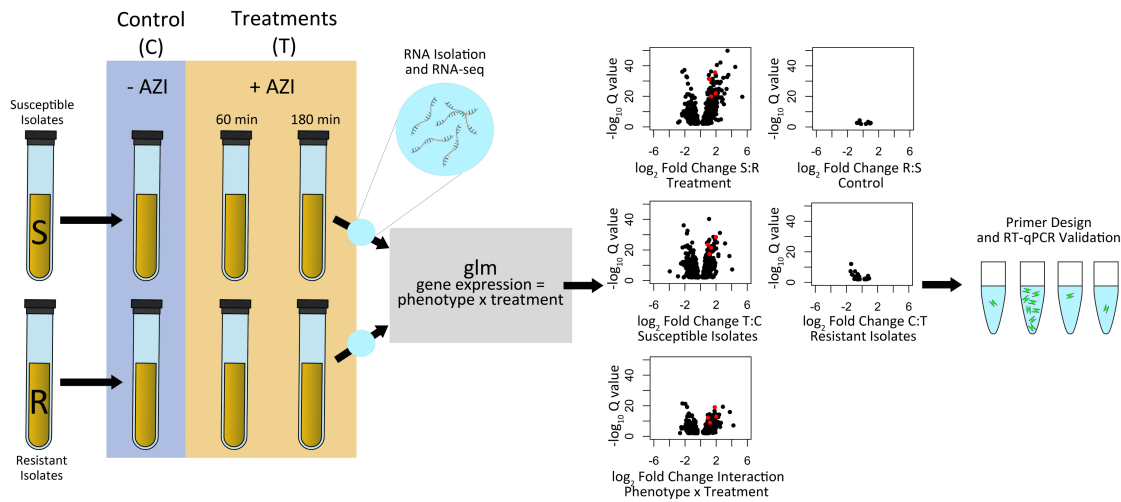 Control
(C)
Treatments
(T)
- AZI
+ AZI
60 min
180 min
Susceptible
Isolates
S
R
Resistant
Isolates
RNA Isolation
and RNA-seq
glm
gene expression =
phenotype x treatment
-log10 Q value
0
20
40
-6
-2
2
6
log2 Fold Change S:R
Treatment
-log10 Q value
0
20
40
-6
-2
2
6
log2 Fold Change R:S
Control
-log10 Q value
0
20
40
-6
-2
2
6
log2 Fold Change T:C
Susceptible Isolates
-log10 Q value
0
20
40
-6
-2
2
6
log2 Fold Change C:T
Resistant Isolates
-log10 Q value
0
20
40
-6
-2
2
6
log2 Fold Change Interaction
Phenotype x Treatment
Primer Design
and RT-qPCR Validation